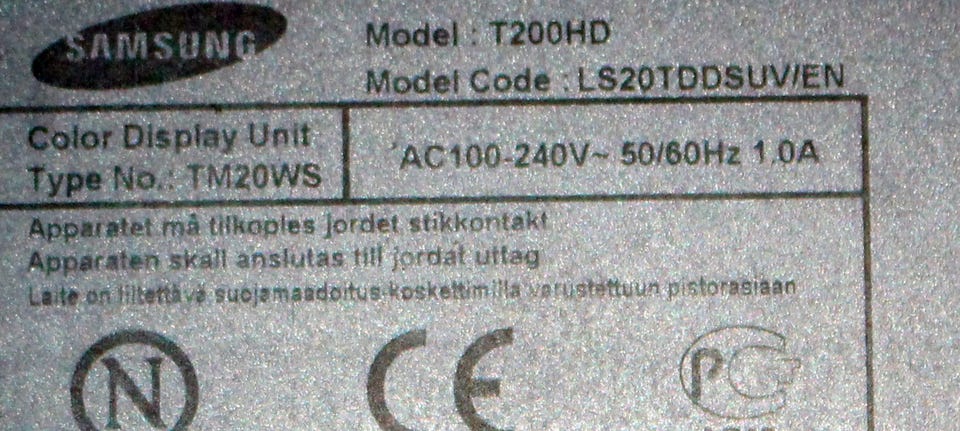 SAMSUNG
Model : T200HD
Model Code : LS20TDDSUV/EN
Color Display Unit
Type No.: TM20WS
AC100-240V~ 50/60Hz 1.0A
Apparatet må tilkoples jordet stikkontakt
Apparaten skall anslutas till jordat uttag
Laite on liitettävä suojamaadoitus-koskettimilla varustettuun pistorasiaan
N
CE
PG